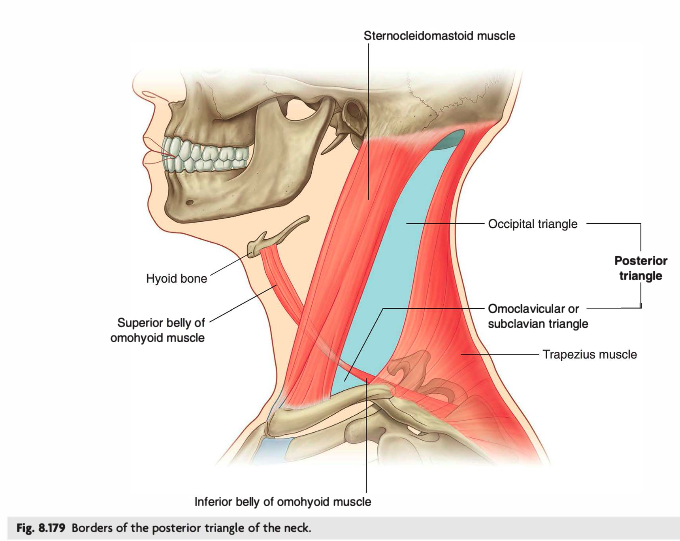 Sternocleidomastoid muscle
Occipital triangle
Posterior
triangle
Hyoid bone
Omoclavicular or
subclavian triangle
Superior belly of
omohyoid muscle
Trapezius muscle
Inferior belly of omohyoid muscle
Fig. 8.179 Borders of the posterior triangle of the neck.